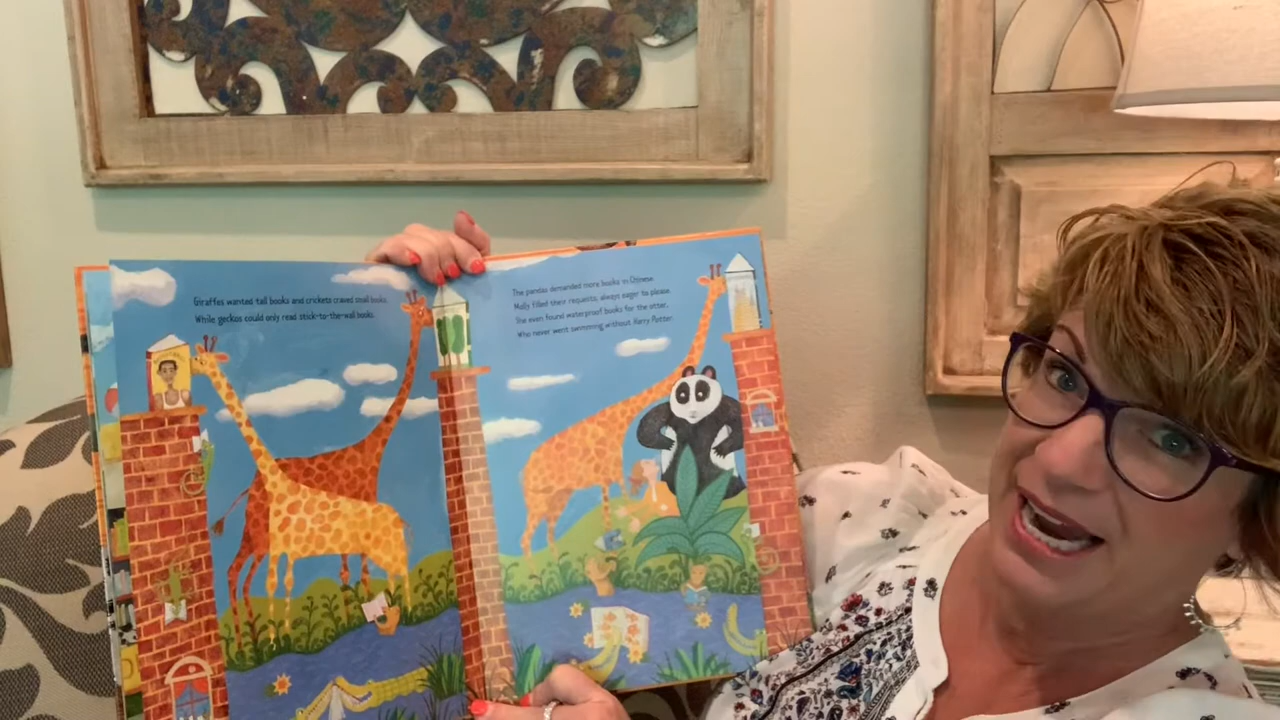 Giraffes wanted tall books and crickets craved small books,
While geckos could only read stick-to-the-wall books.
The pandas demanded more books in Chinese.
Molly filled their requests, always eager to please.
She even found waterproof books for the otter,
Who never went swimming without Harry Potter.